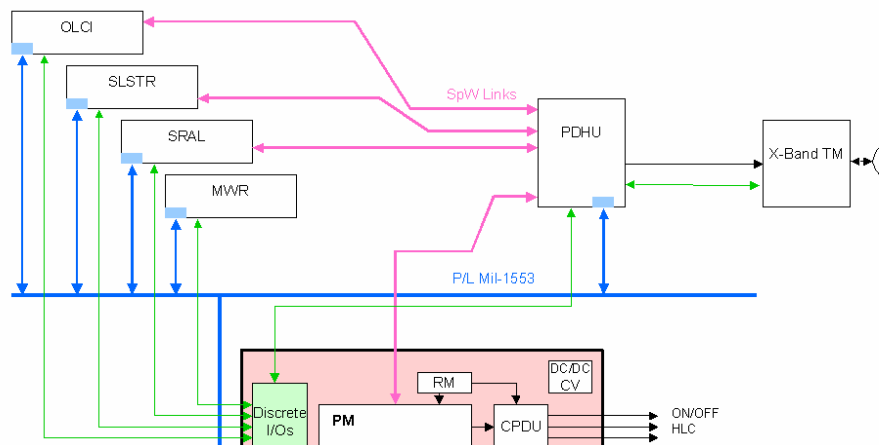 OLCI
SLSTR
SpW Links
SRAL
PDHU
X-Band TM
MWR
P/L Mil-1553
DC/DC
CV
RM
Discrete
I/Os
PM
CPDU
ON/OFF
HLC